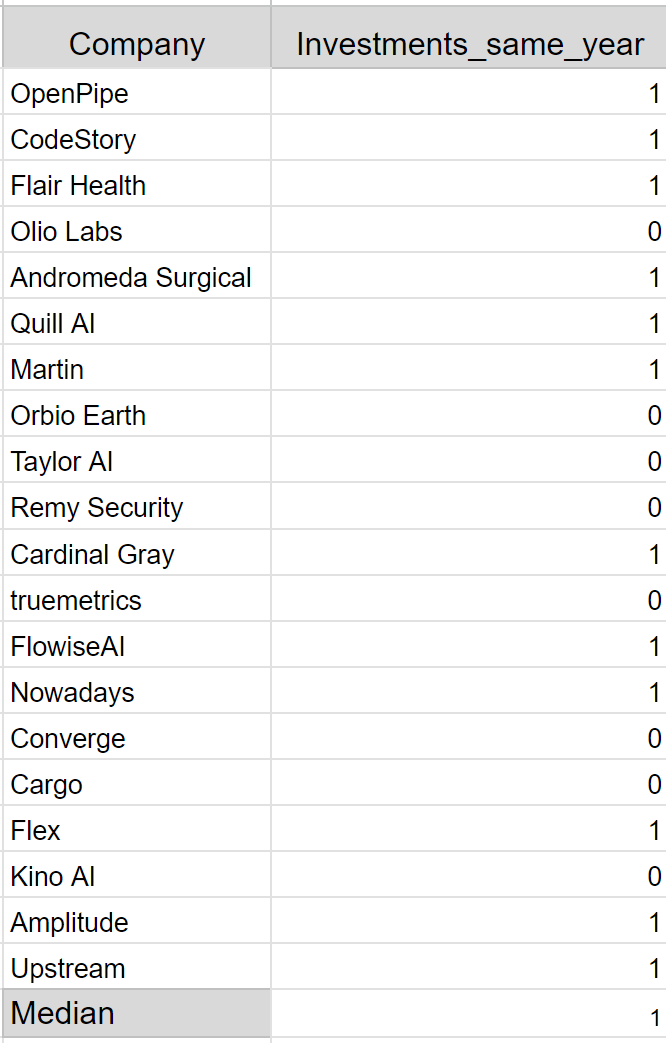 Company Investments_same_year
OpenPipe 1
CodeStory 1
Flair Health 1
Olio Labs 0
Andromeda Surgical 1
Quill AI 1
Martin 1
Orbio Earth 0
Taylor AI 0
Remy Security 0
Cardinal Gray 1
truemetrics 0
FlowiseAI 1
Nowadays 1
Converge 0
Cargo 0
Flex 1
Kino AI 0
Amplitude 1
Upstream 1
Median 1